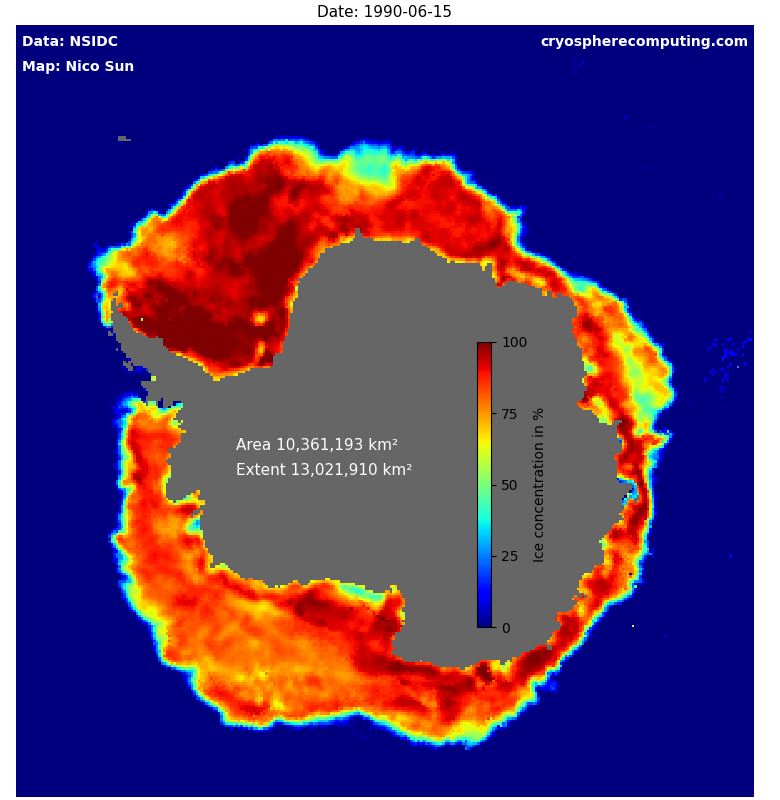 Date: 1990-06-15
Data: NSIDC
cryospherecomputing.com
Map: Nico Sun
100
75
50
25
0
Ice concentration in %
Area 10,361,193 km²
Extent 13,021,910 km²